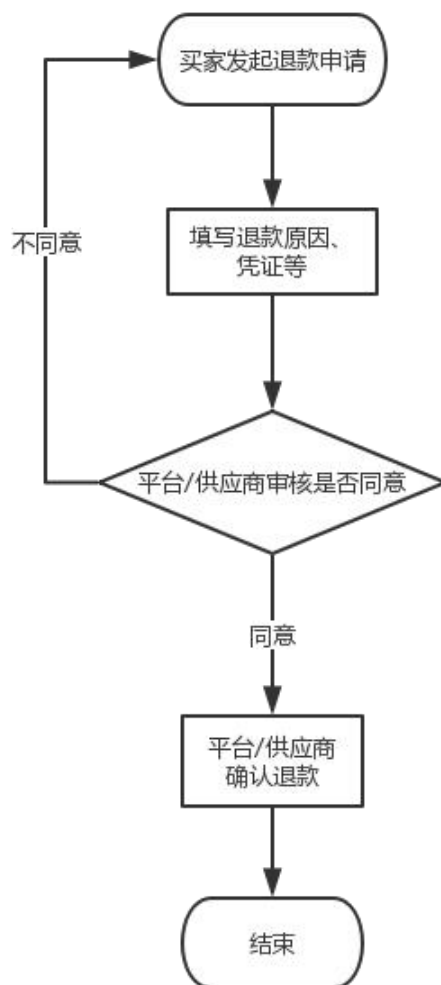 买家发起退款申请
不同意
填写退款原因、
凭证等
平台/供应商审核是否同意
同意
平台/供应商
确认退款
结束